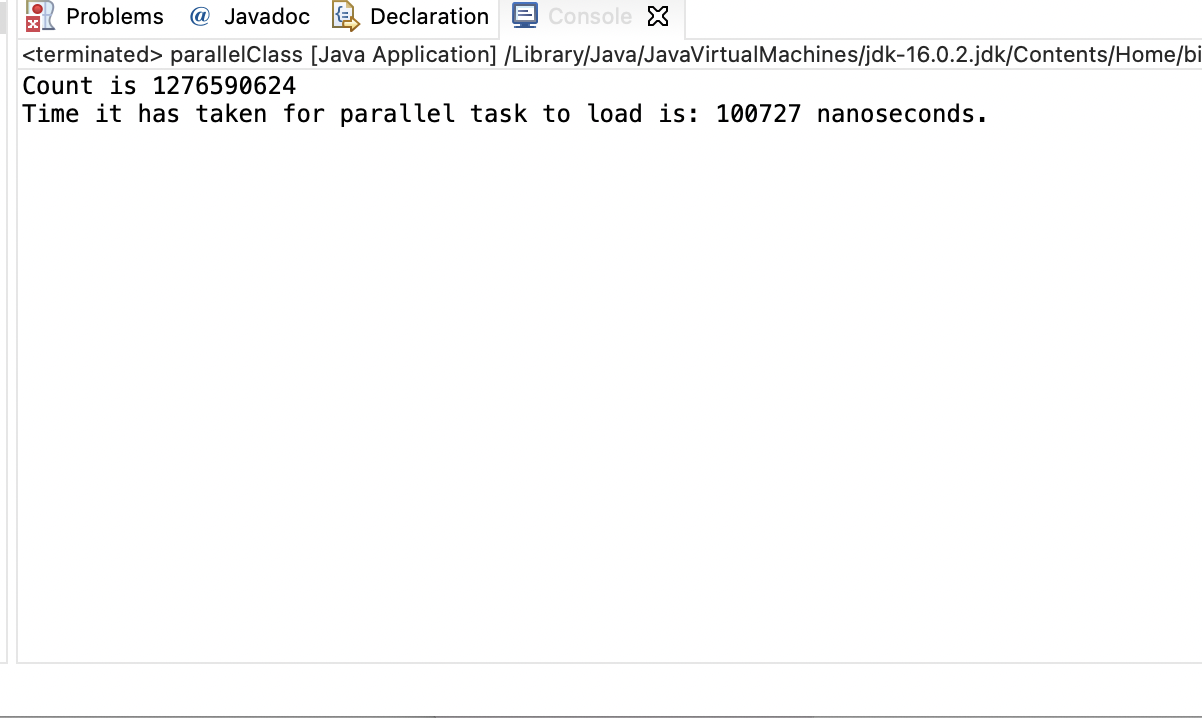 Problems @ Javadoc Declaration Console
<terminated> parallelClass [Java Application] /Library/Java/JavaVirtualMachines/jdk-16.0.2.jdk/Contents/Home/bi
Count is 1276590624
Time it has taken for parallel task to load is: 100727 nanoseconds.